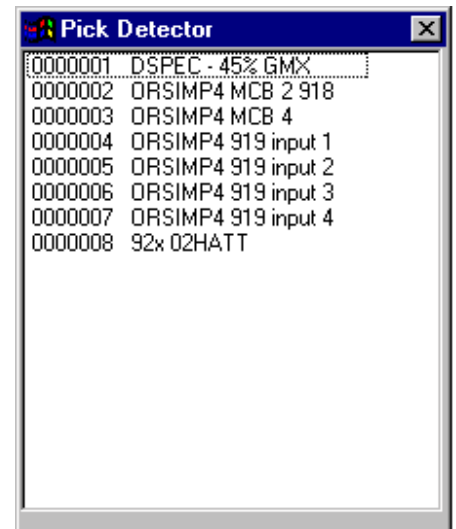 Pick Detector
0000001 DSPEC - 45% GMX
0000002 ORSIMP4 MCB 2 918
0000003 ORSIMP4 MCB 4
0000004 ORSIMP4 919 input 1
0000005 ORSIMP4 919 input 2
0000006 ORSIMP4 919 input 3
0000007 ORSIMP4 919 input 4
0000008 92x 02HATT